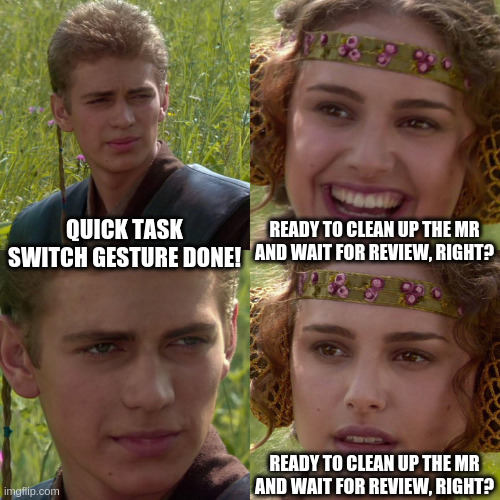 QUICK TASK
SWITCH GESTURE DONE!
READY TO CLEAN UP THE MR
AND WAIT FOR REVIEW, RIGHT?
READY TO CLEAN UP THE MR
AND WAIT FOR REVIEW, RIGHT?
imgflip.com